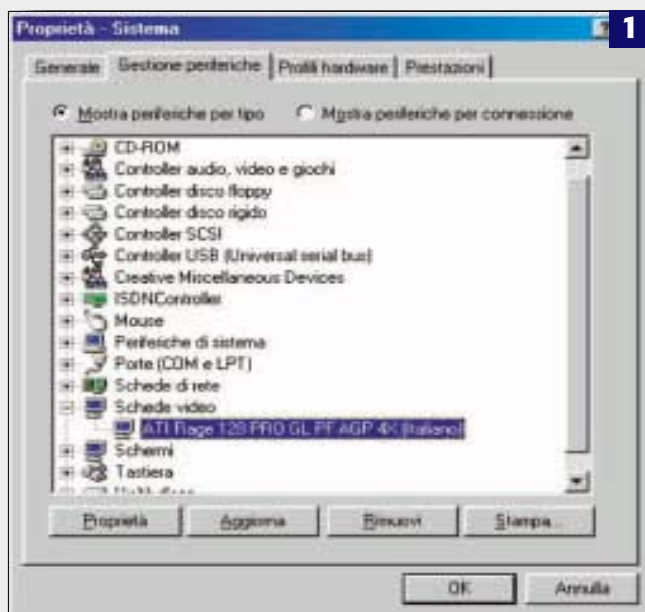 Proprietà - Sistema
1
Generale Gestione periferiche Profili hardware Prestazioni
Mostra periferiche per tipo Mostra periferiche per connessione
CD-ROM
Controller audio, video e giochi
Controller disco floppy
Controller disco rigido
Controller SCSI
Controller USB (Universal serial bus)
Creative Miscellaneous Devices
ISDNController
Mouse
Periferiche di sistema
Porte (COM e LPT)
Schede di rete
Schede video
ATI Rage 128 PRO GL PF AGP 4X (Italiano)
Schermi
Tastiera
Proprietà Aggiorna Rimuovi Stampa...
OK Annulla